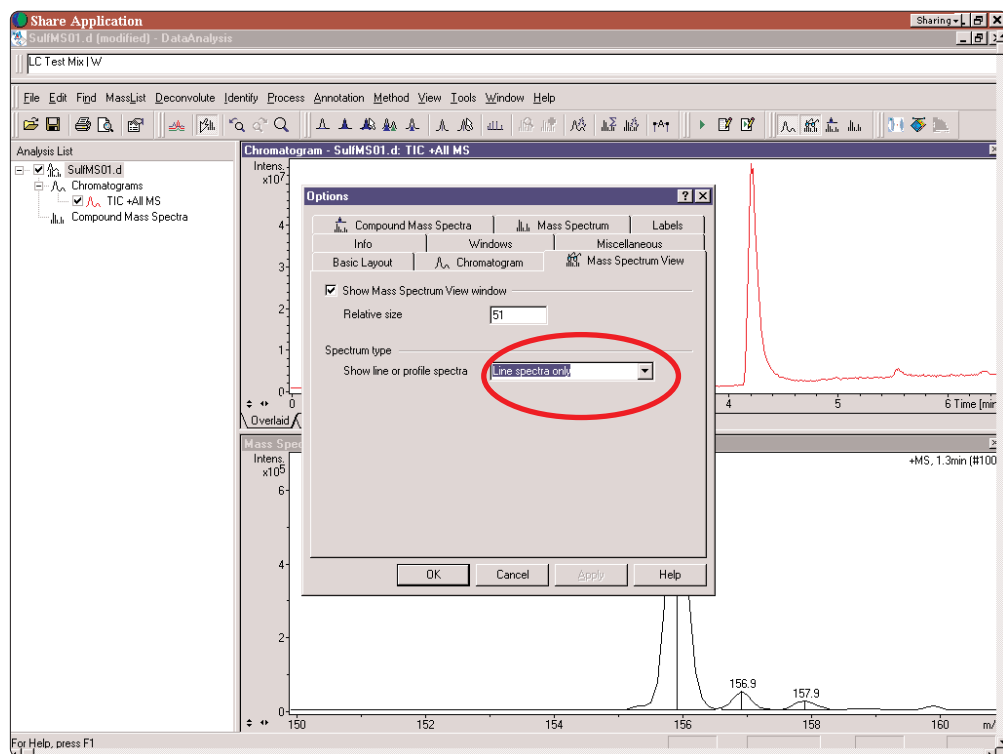 Share Application
Sharing
SulfMS01.d [modified] - DataAnalysis
LC Test Mix | W
File Edit Find MassList Deconvolute Identify Process Annotation Method View Tools Window Help
Analysis List
SulfMS01.d
Chromatograms
TIC +All MS
Compound Mass Spectra
Chromatogram - SulfMS01.d: TIC +All MS
Intens.
x107
4
3
2
1
0
0 4 5 6 Time [min
Overlaid
Options
Compound Mass Spectra Mass Spectrum Labels
Info Windows Miscellaneous
Basic Layout Chromatogram Mass Spectrum View
Show Mass Spectrum View window
Relative size 51
Spectrum type
Show line or profile spectra Line spectra only
OK Cancel Apply Help
Mass Spec
Intens.
x105
+MS, 1.3min (#100
6
4
2
0
156.9
157.9
150 152 154 156 158 160 m/
For Help, press F1